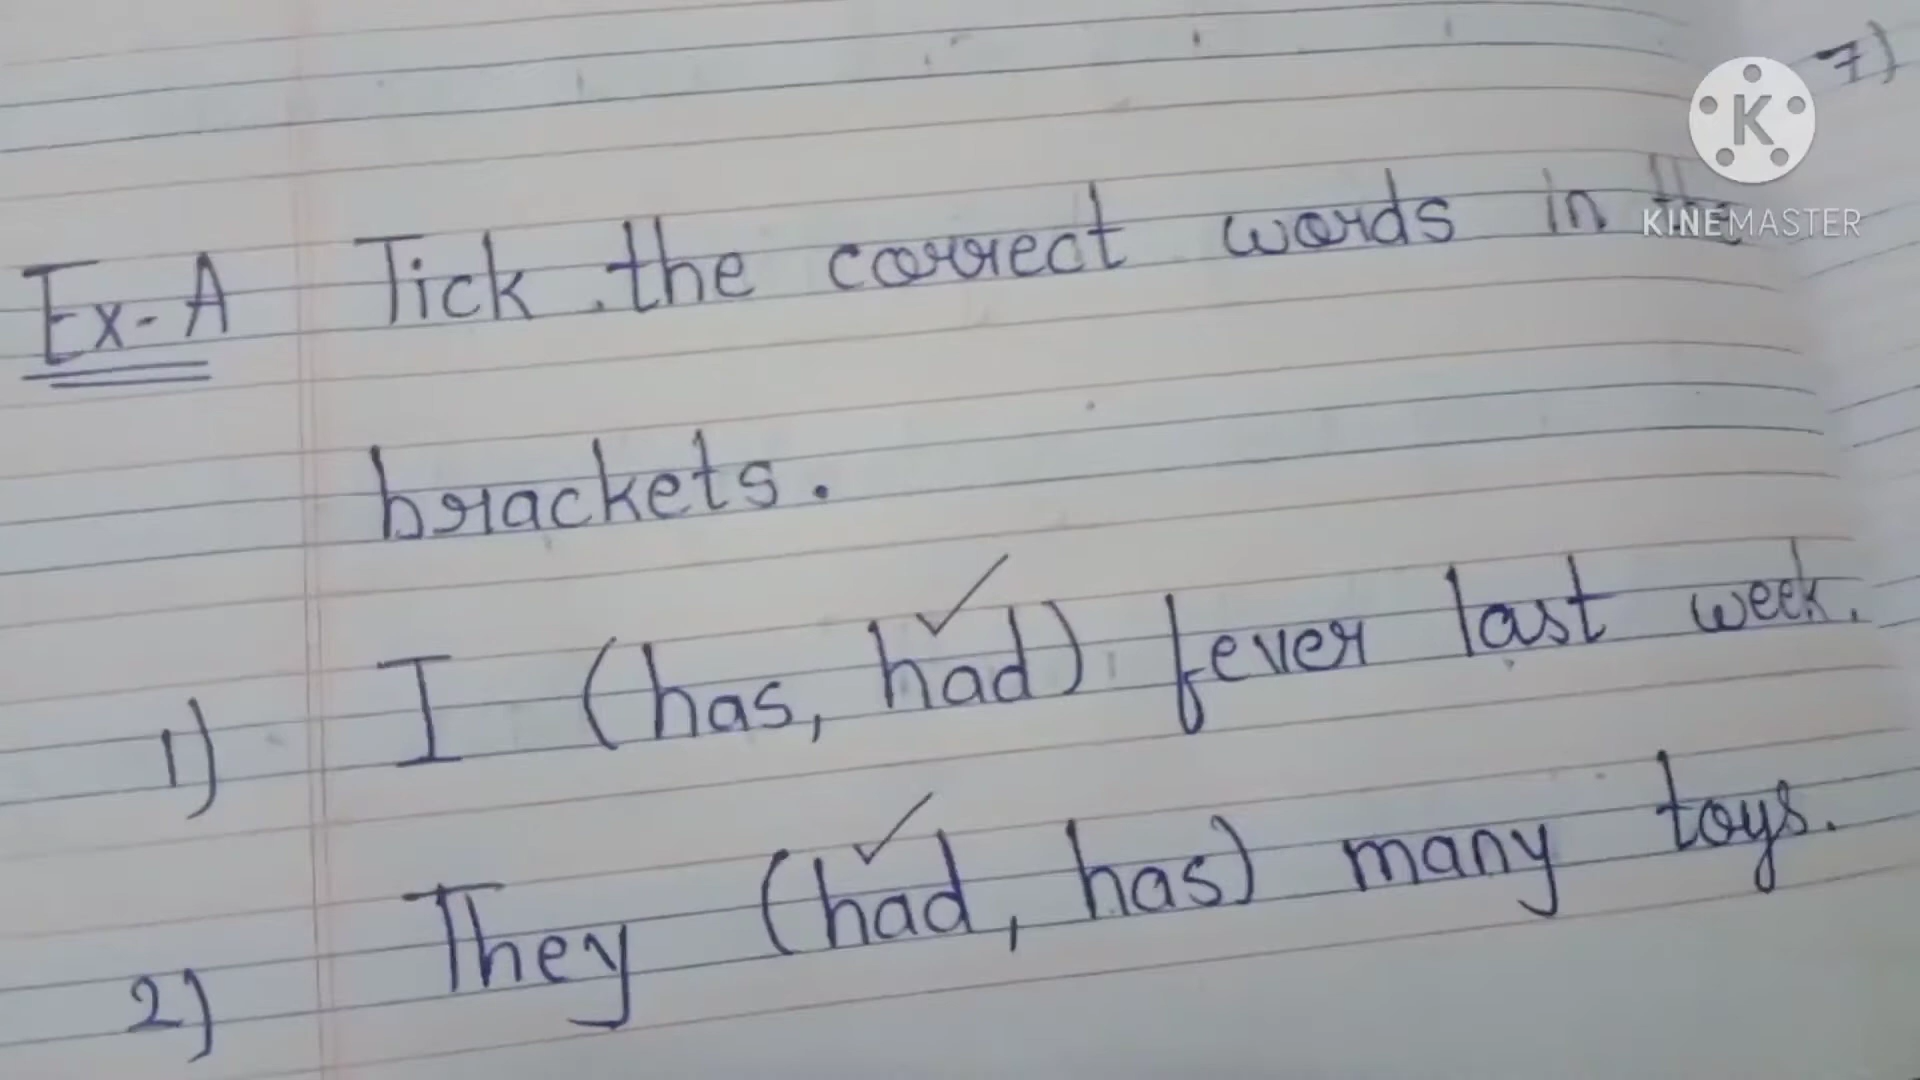 7)
KINEMASTER
Ex-A Tick the correct words in the
brackets.
1) I (has, had) fever last week.
2) They (had, has) many toys.